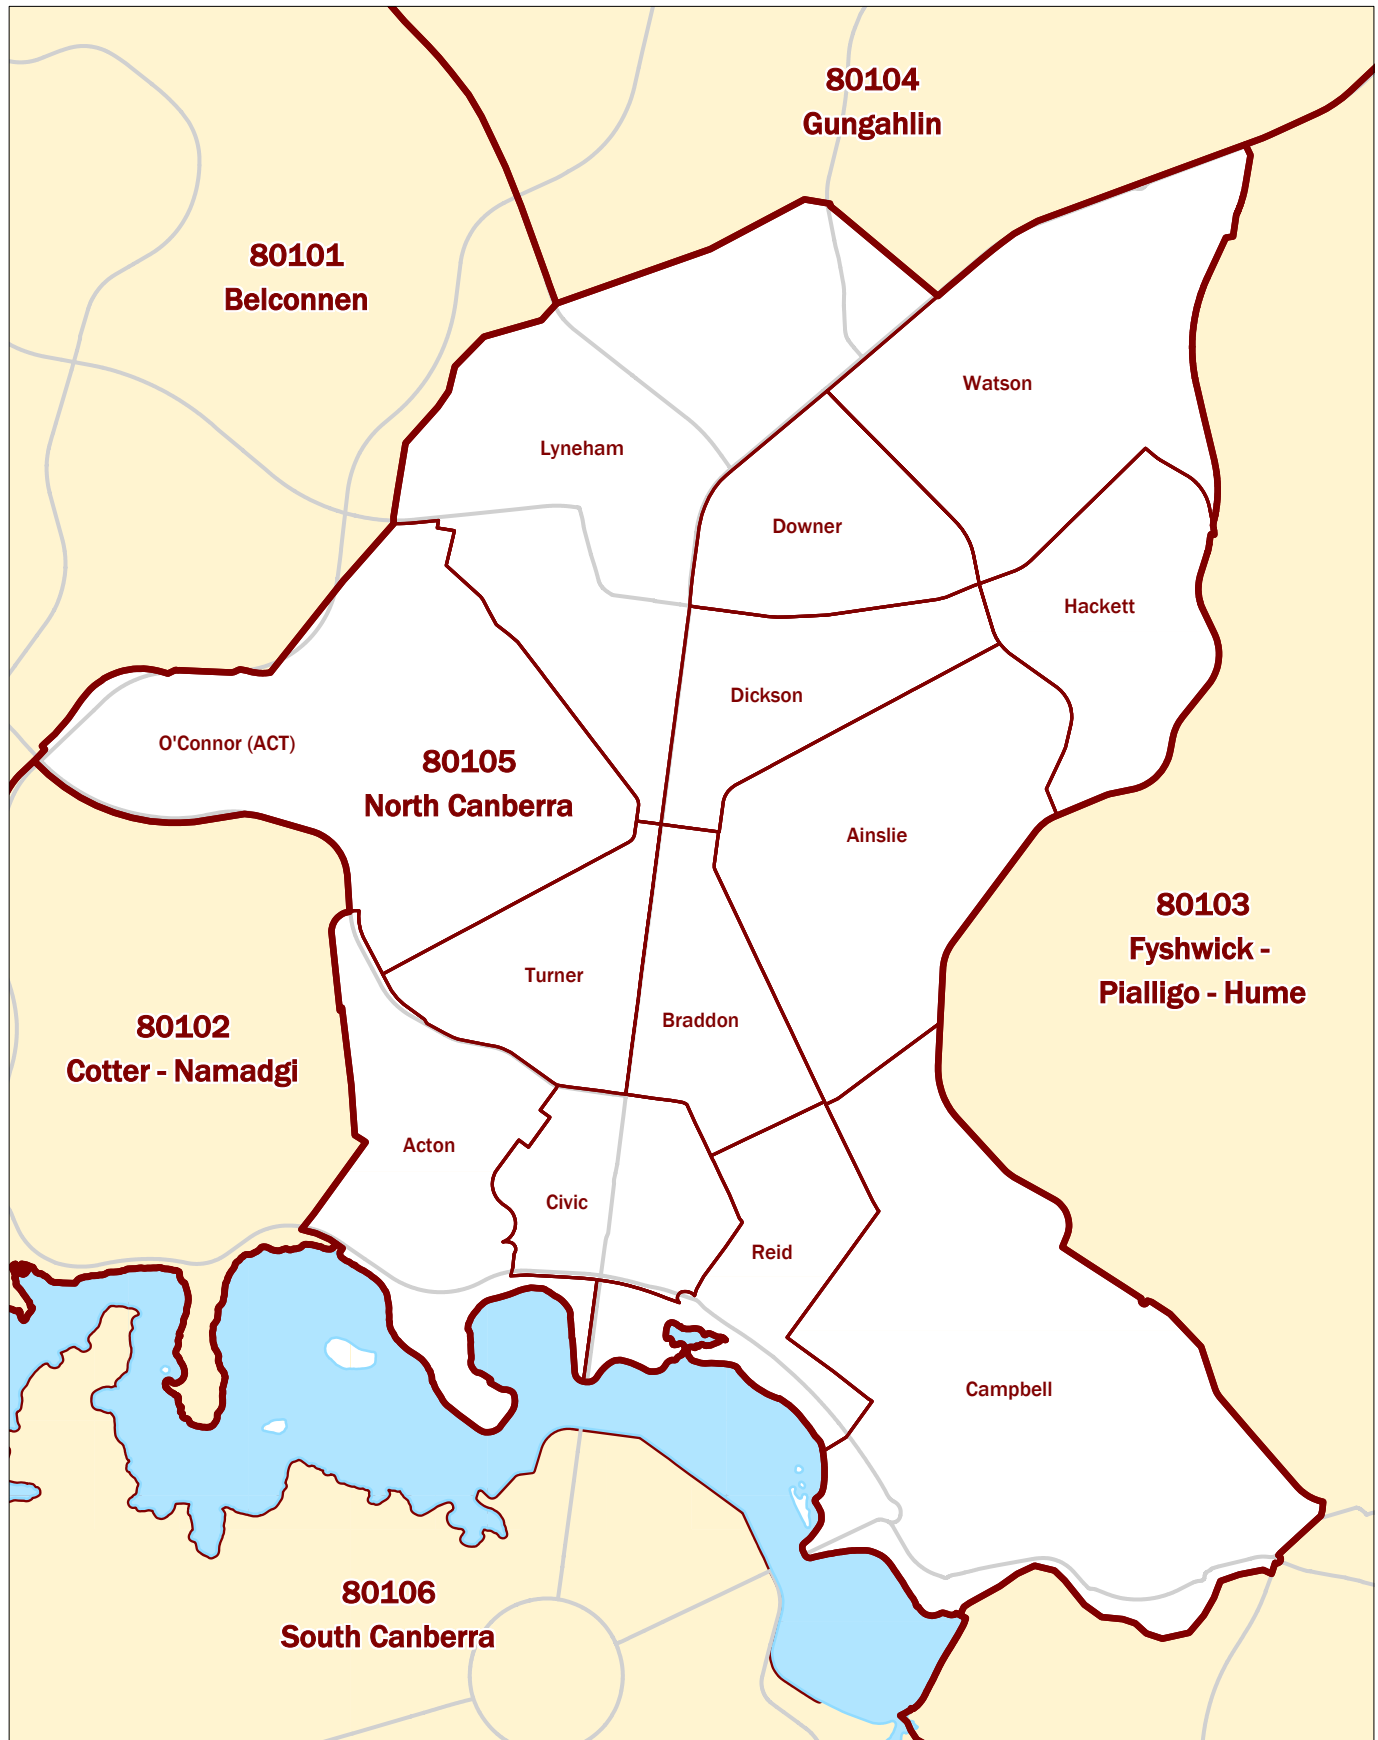 80104
Gungahlin
80101
Belconnen
Watson
Lyneham
Downer
Hackett
Dickson
O'Connor (ACT)
80105
North Canberra
Ainslie
80103
Fyshwick -
Pialligo - Hume
Turner
Braddon
80102
Cotter - Namadgi
Acton
Civic
Reid
Campbell
80106
South Canberra